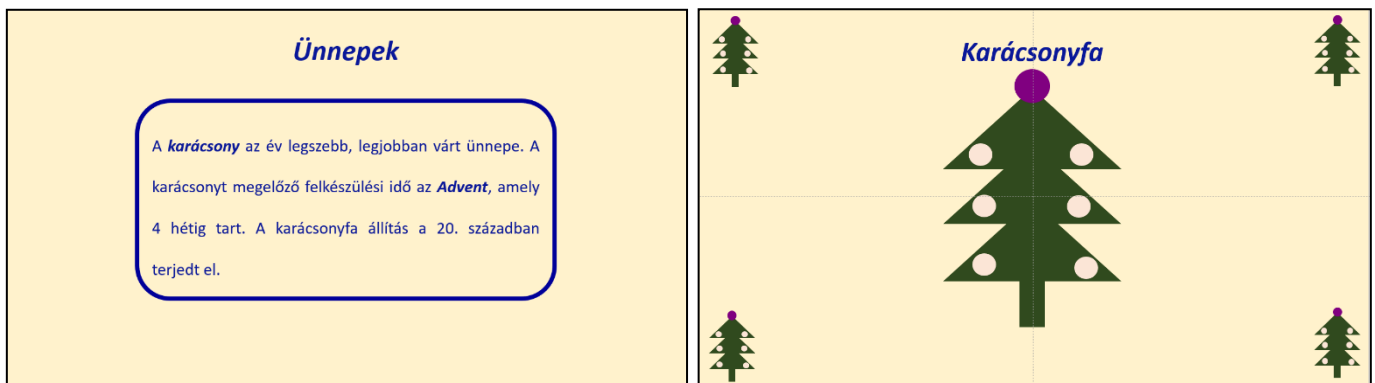 Ünnepek
A karácsony az év legszebb, legjobban várt ünnepe. A
karácsonyt megelőző felkészülési idő az Advent, amely
4 hétig tart. A karácsonyfa állítás a 20. században
terjedt el.
Karácsonyfa